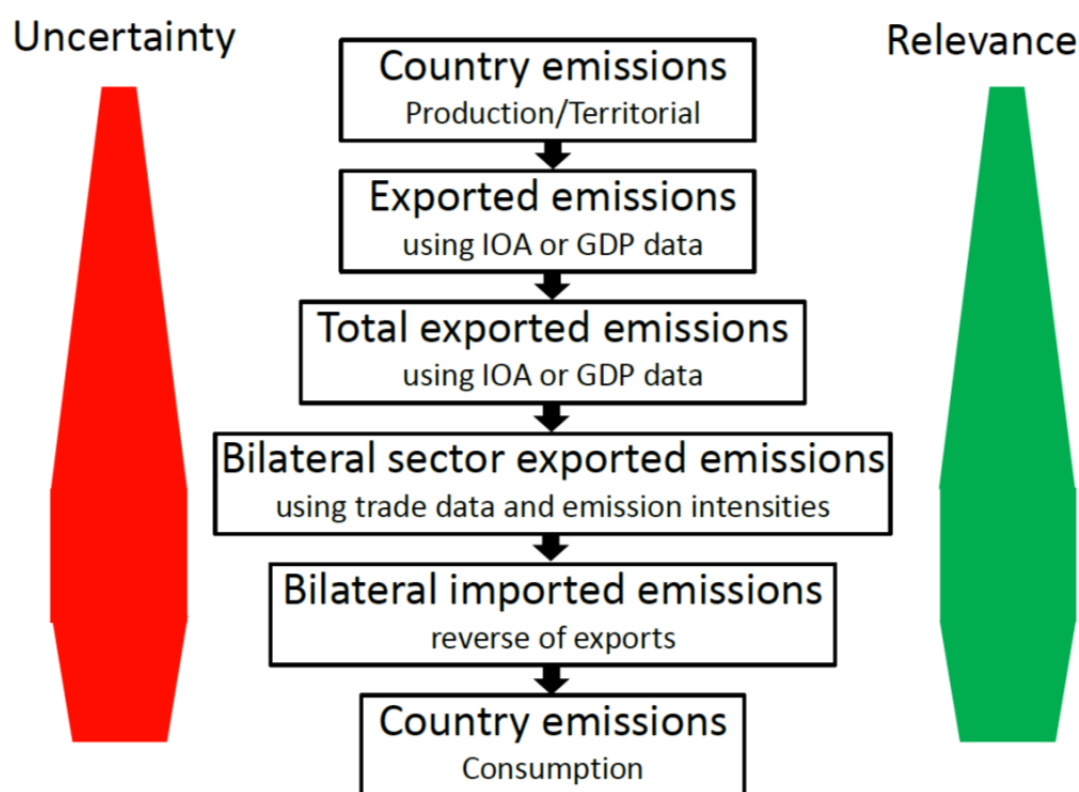 Uncertainty
Relevance
Country emissions
Production/Territorial
Exported emissions
using IOA or GDP data
Total exported emissions
using IOA or GDP data
Bilateral sector exported emissions
using trade data and emission intensities
Bilateral imported emissions
reverse of exports
Country emissions
Consumption